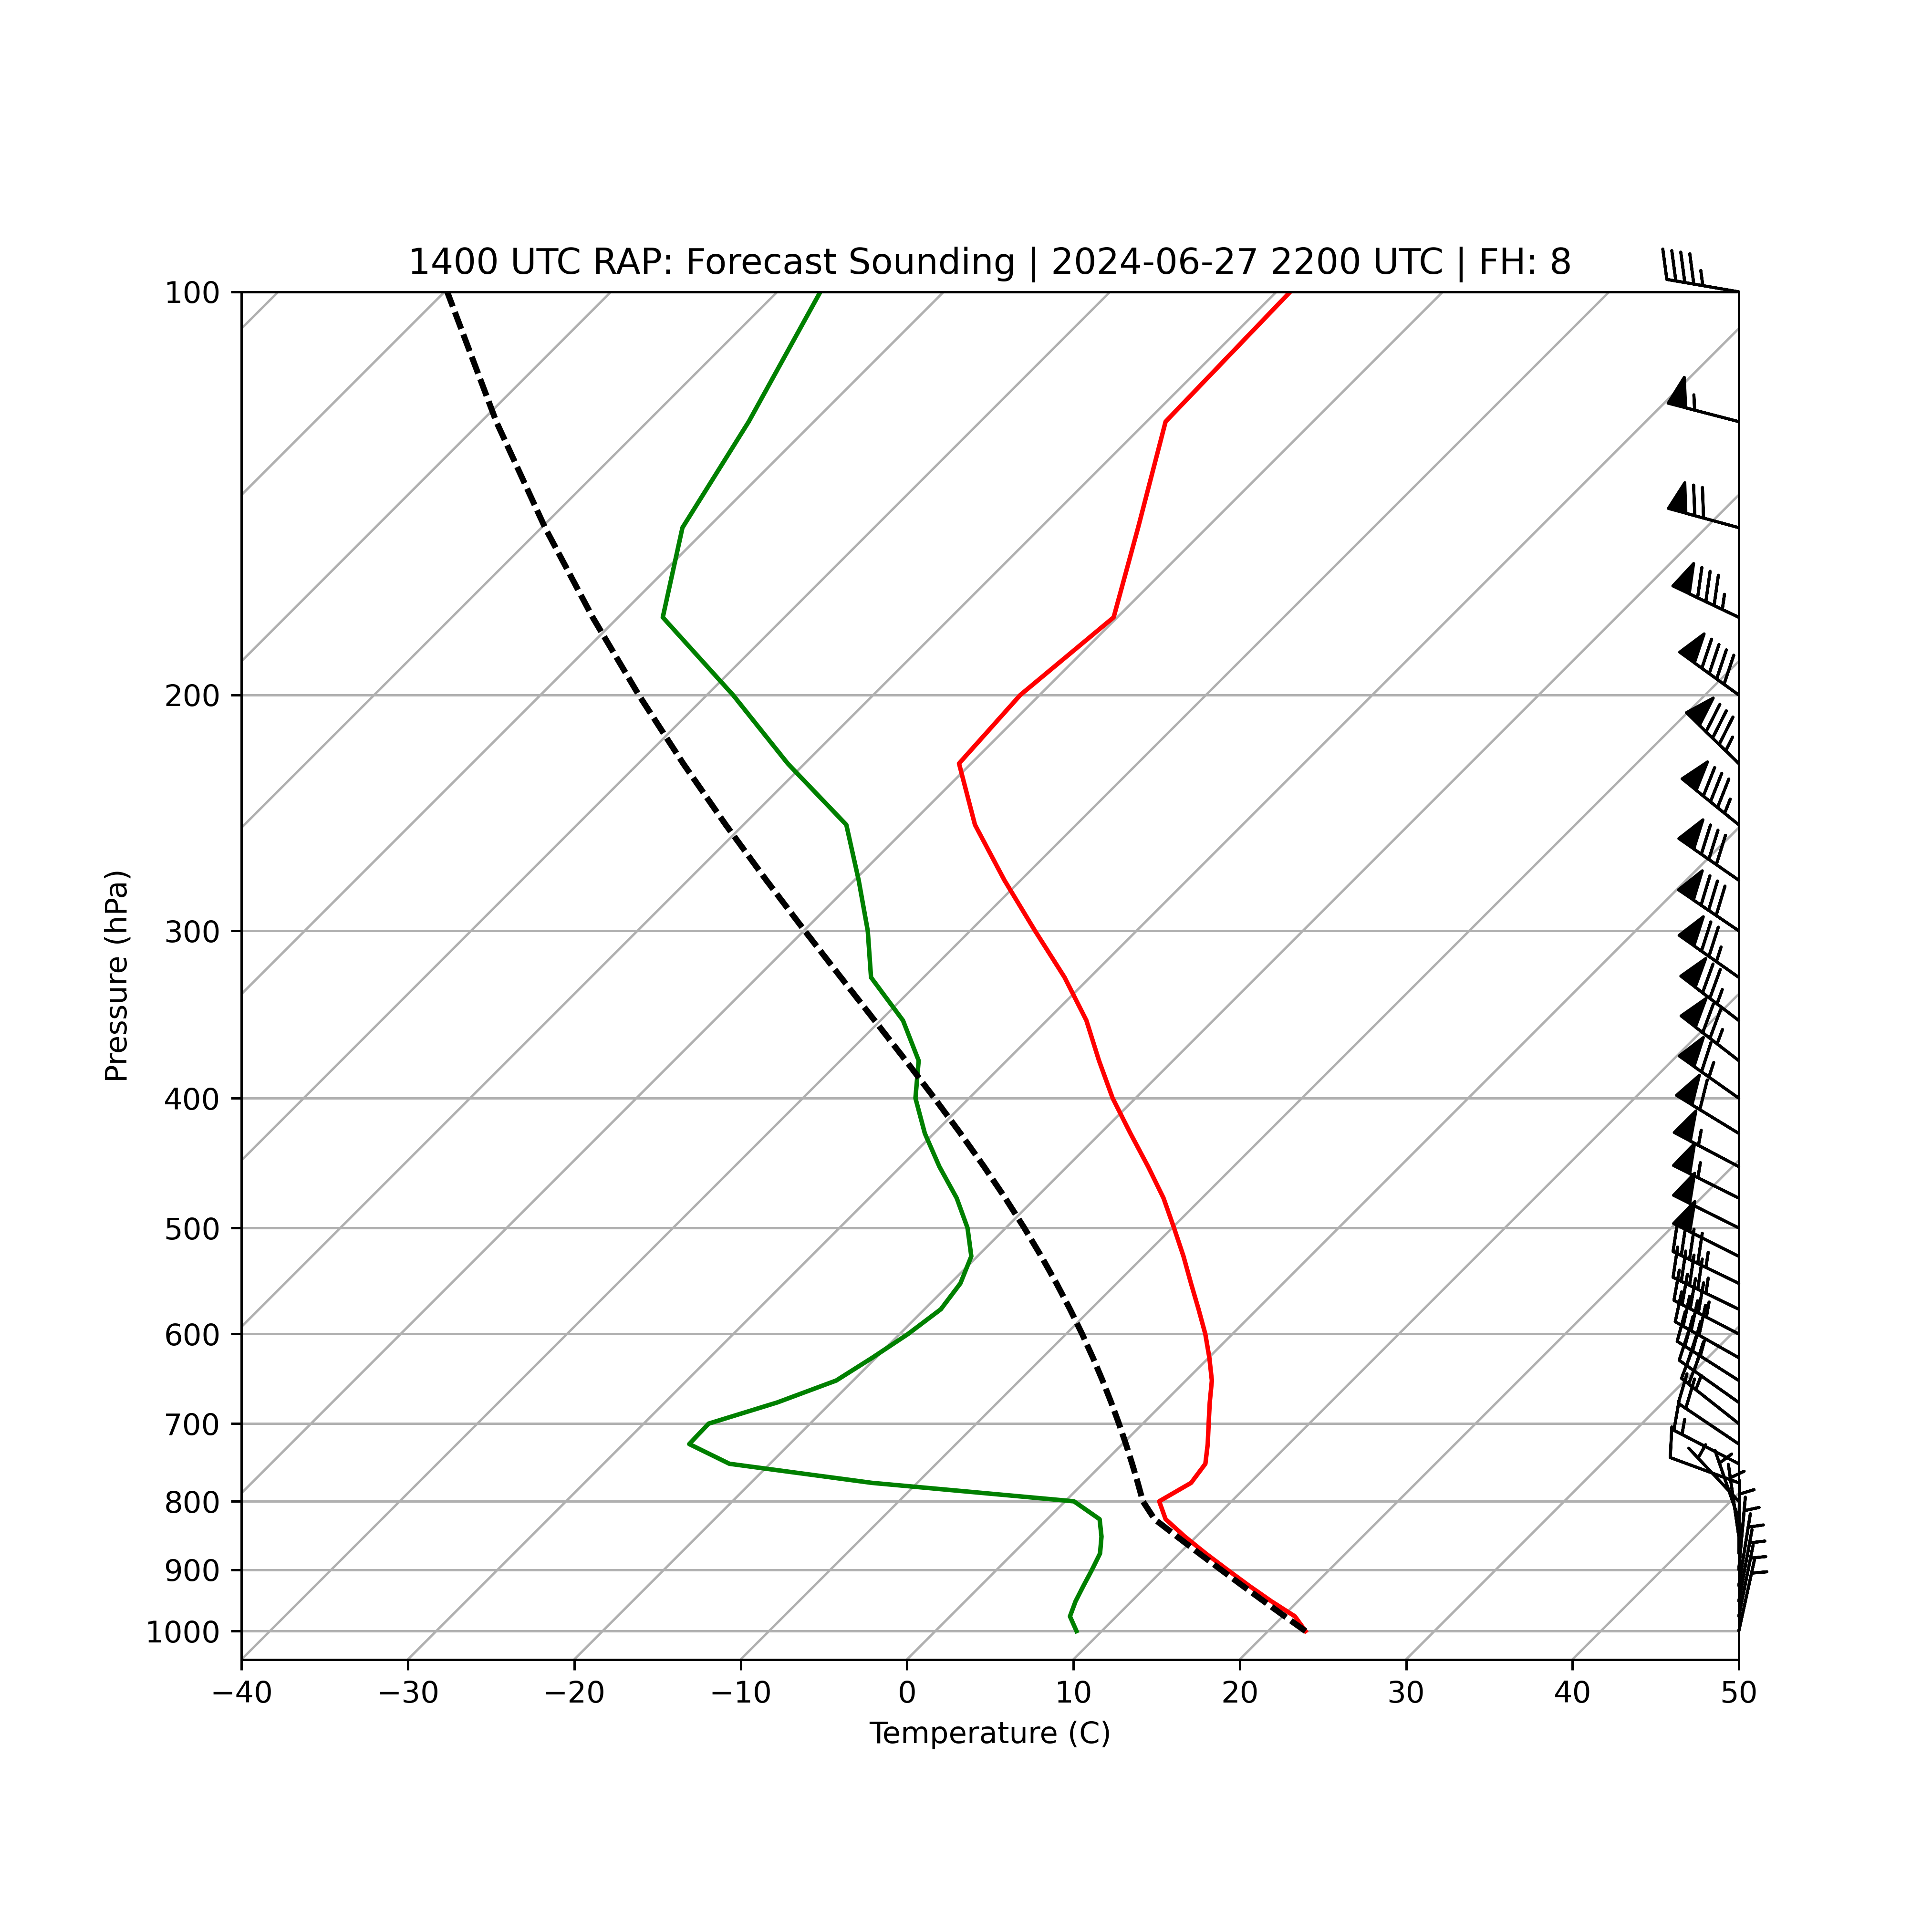 1400 UTC RAP: Forecast Sounding | 2024-06-27 2200 UTC | FH: 8
100
200
300
400
500
600
700
800
900
1000
Pressure (hPa)
−40 −30 −20 −10 0 10 20 30 40 50
Temperature (C)